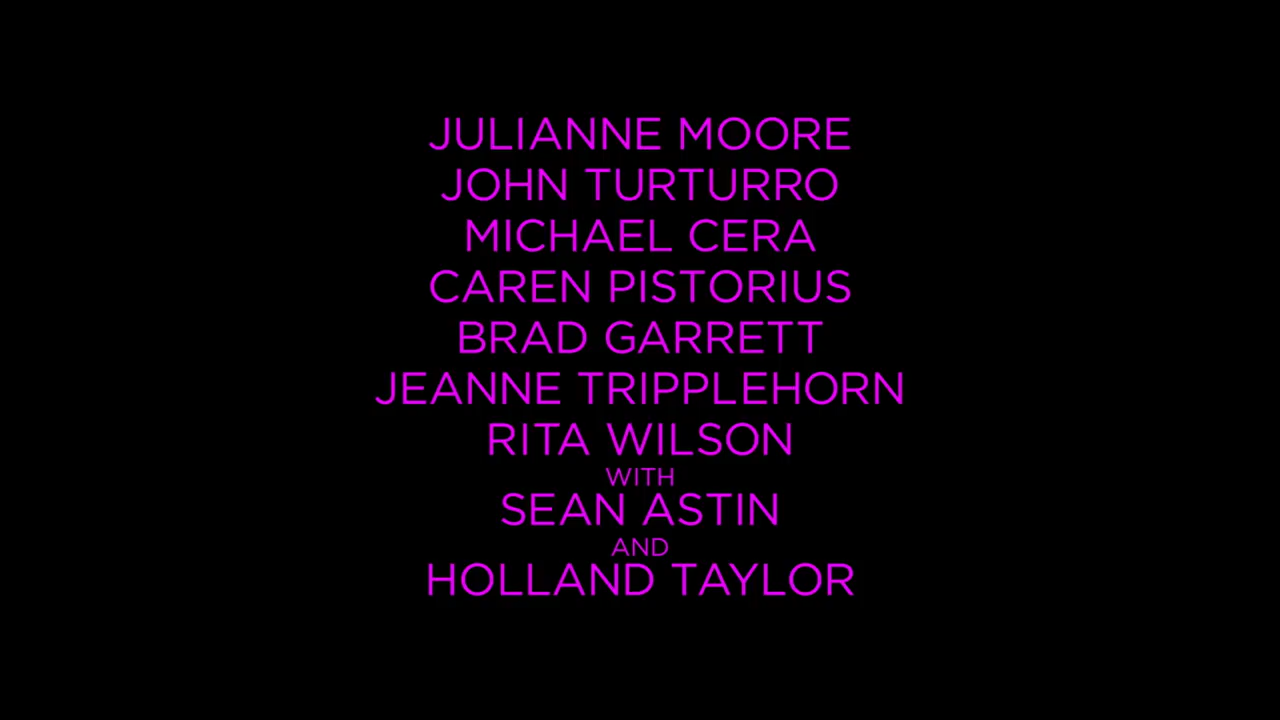 JULIANNE MOORE
JOHN TURTURRO
MICHAEL CERA
CAREN PISTORIUS
BRAD GARRETT
JEANNE TRIPPLEHORN
RITA WILSON
WITH
SEAN ASTIN
AND
HOLLAND TAYLOR